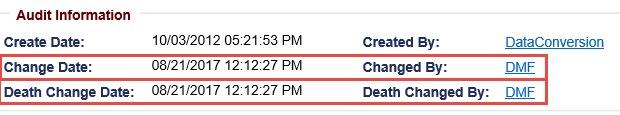 Audit Information
Create Date: 10/03/2012 05:21:53 PM Created By: DataConversion
Change Date: 08/21/2017 12:12:27 PM Changed By: DMF
Death Change Date: 08/21/2017 12:12:27 PM Death Changed By: DMF